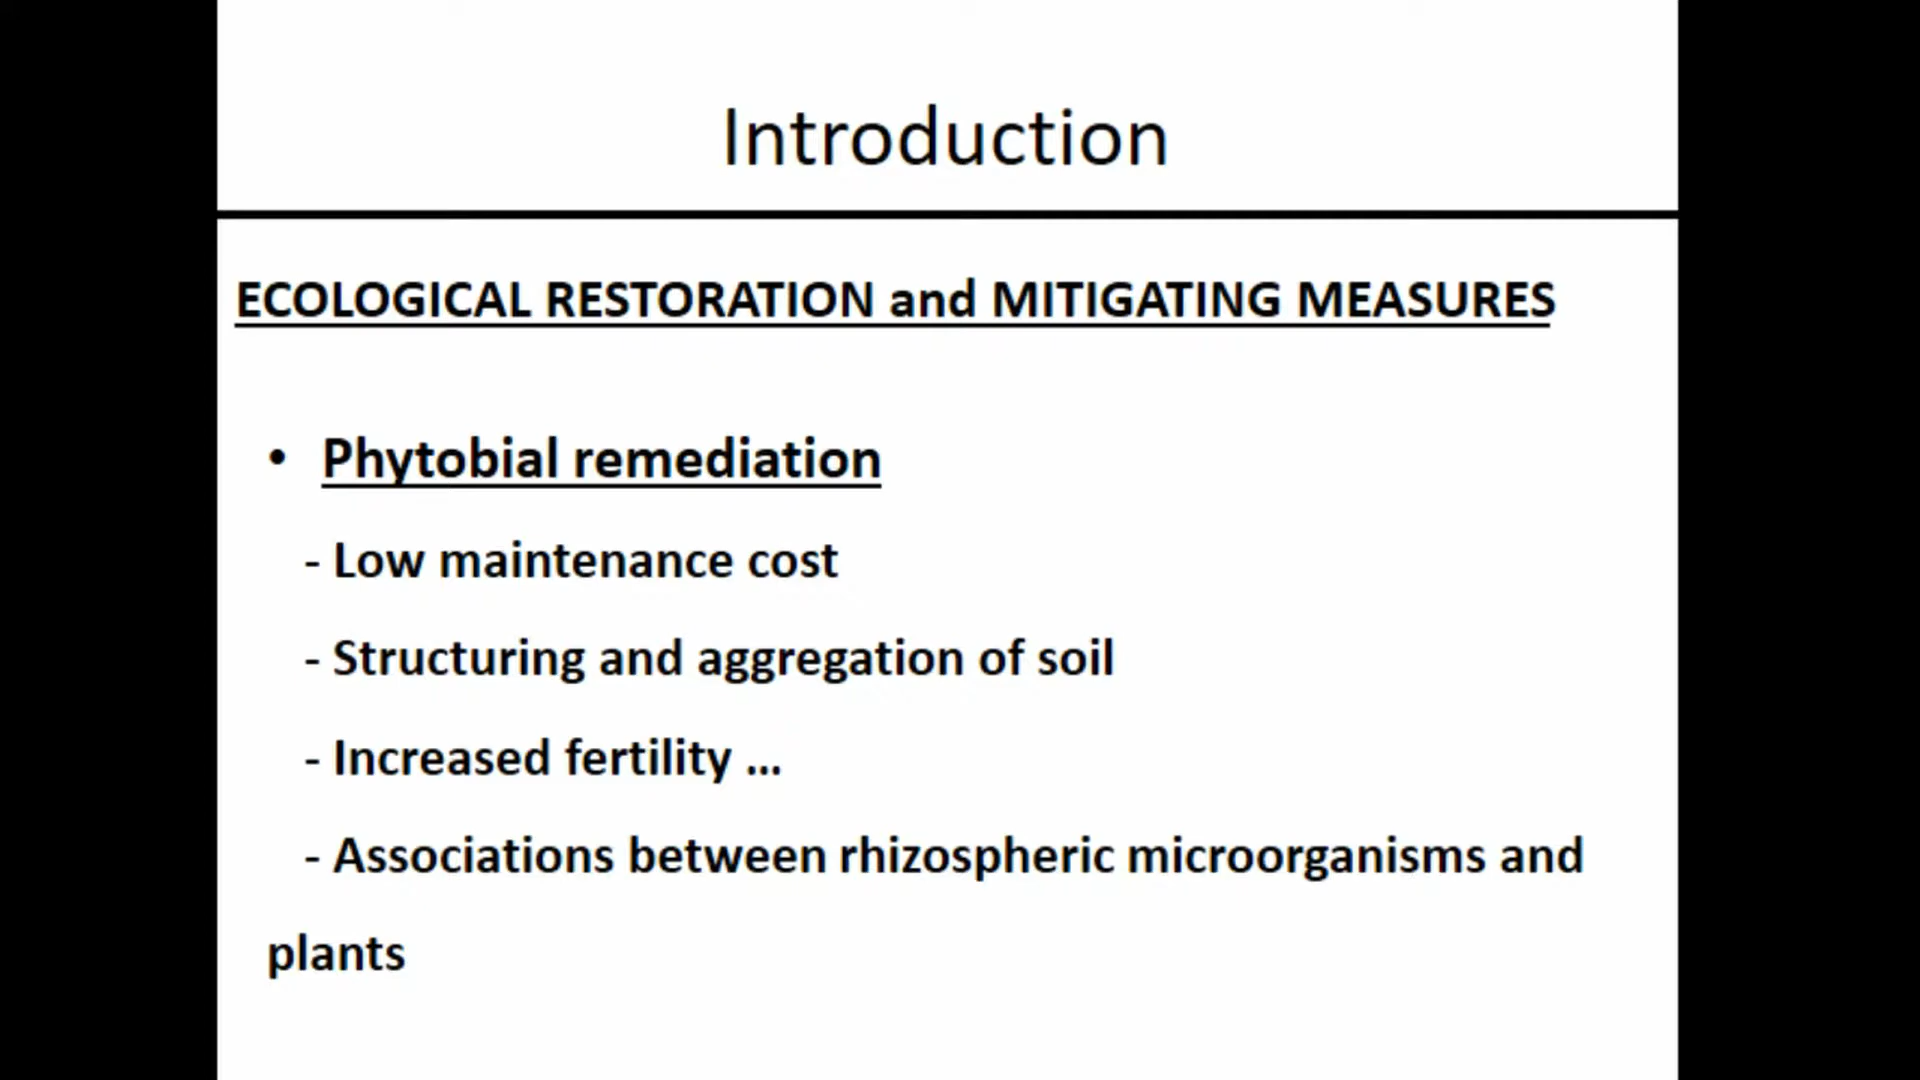 Introduction
ECOLOGICAL RESTORATION and MITIGATING MEASURES
• Phytobial remediation
- Low maintenance cost
- Structuring and aggregation of soil
- Increased fertility ...
- Associations between rhizospheric microorganisms and
plants